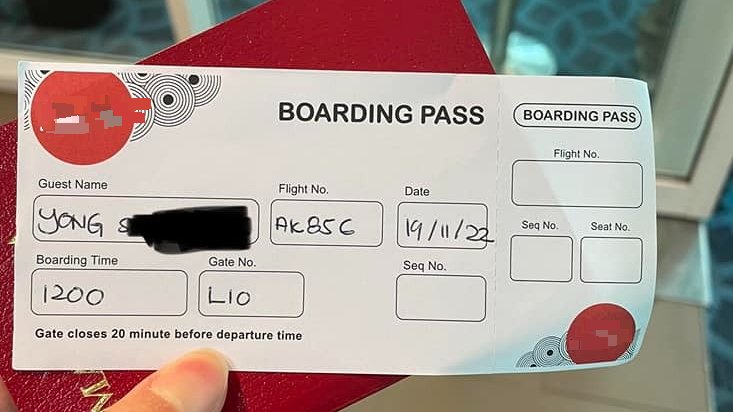 BOARDING PASS
BOARDING PASS
Guest Name
Flight No.
Date
Flight No.
YONG
AK856
19/11/22
Boarding Time
Gate No.
Seq No.
Seq No.
Seat No.
1200
L10
Gate closes 20 minute before departure time